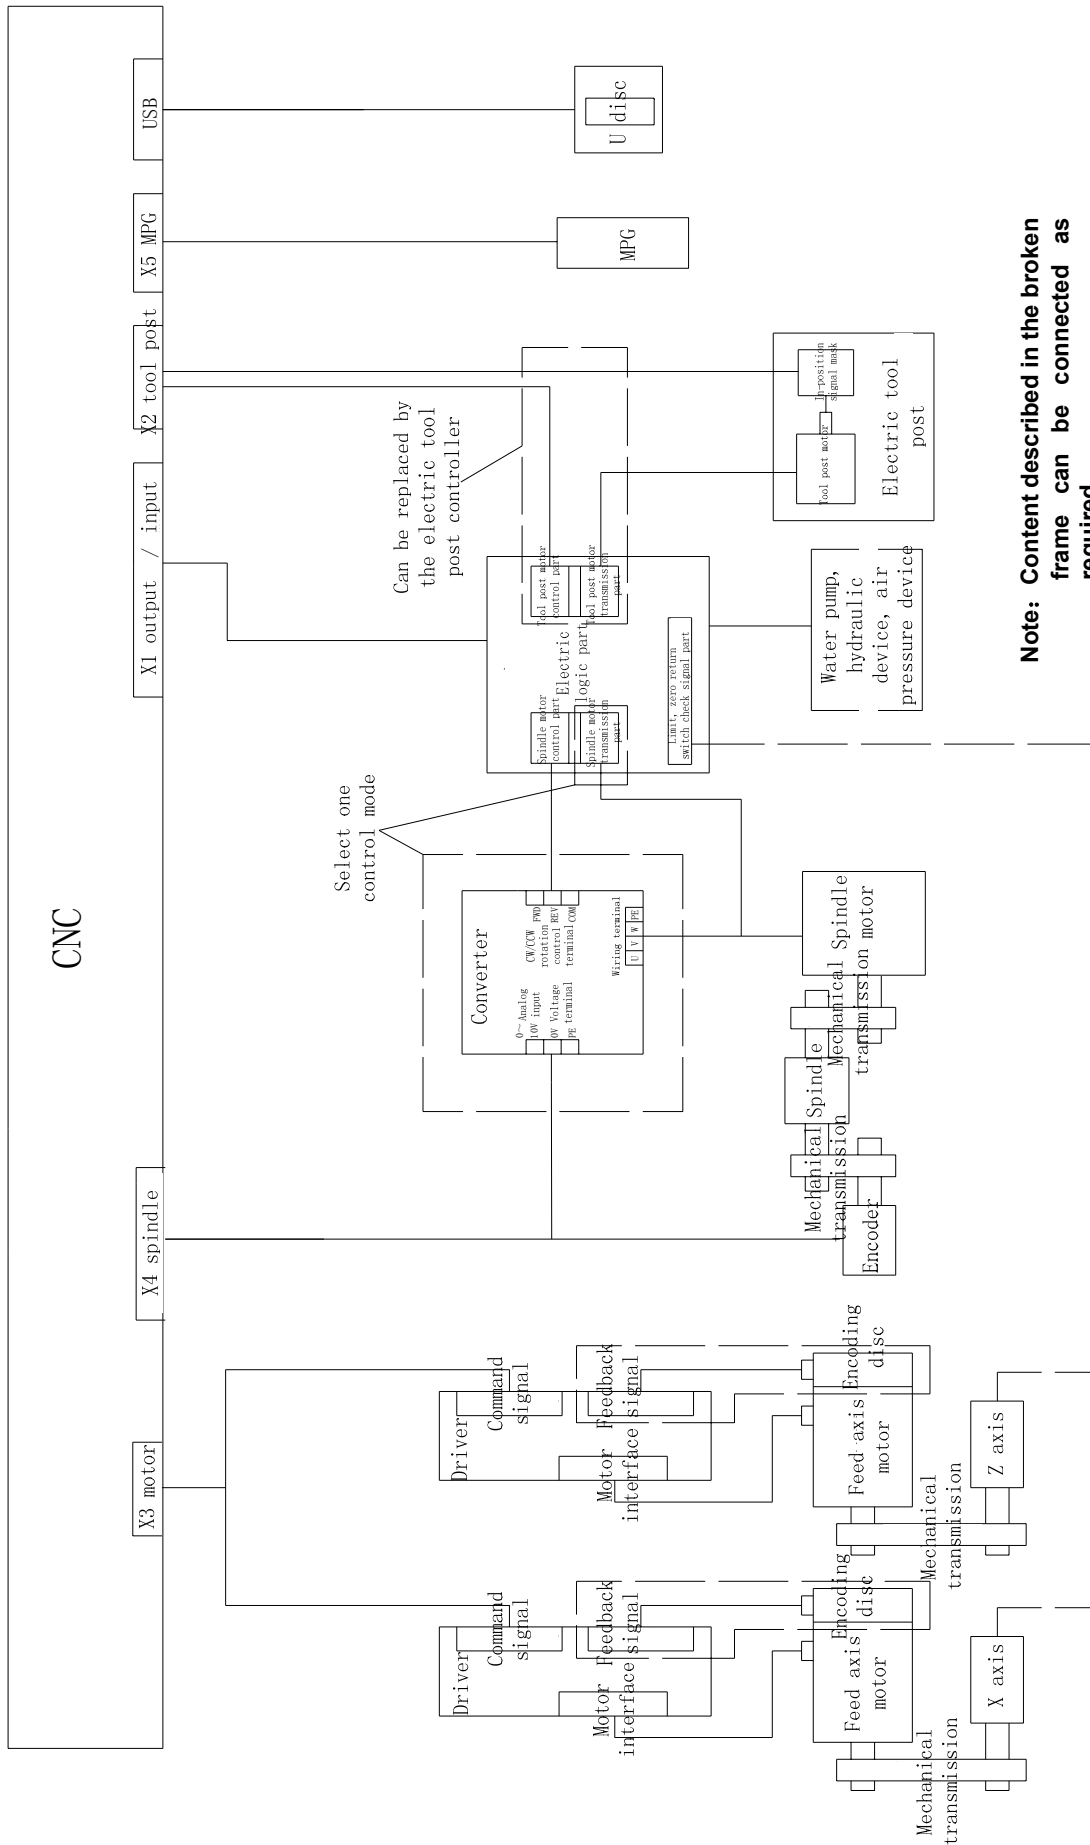 CNC
X3 motor
X4 spindle
X1 output / input
X2 tool post
X5 MPG
USB
Select one
control mode
Can be replaced by
the electric tool
post controller
Driver
Command
signal
Feedback
signal
Motor
interface
Driver
Command
signal
Feedback
signal
Motor
interface
Converter
0~ Analog
10V input
0V Voltage
PE terminal
CW/CCW
rotation
control
terminal
FWD
REV
COM
Wiring terminal
U V W PE
Spindle motor
control part
Spindle motor
transmission
part
Electric
logic part
Tool post motor
control part
Tool post motor
transmission
part
Limit, zero return
switch check signal part
MPG
U disc
Feed axis
motor
Encoding
disc
Feed axis
motor
Encoding
disc
Encoder
Mechanical
transmission
Spindle
Mechanical
transmission
Spindle
motor
Water pump,
hydraulic
device, air
pressure device
Tool post motor
In-position
signal mask
Electric tool
post
Mechanical
transmission
X axis
Mechanical
transmission
Z axis
Note: Content described in the broken
frame can be connected as
required